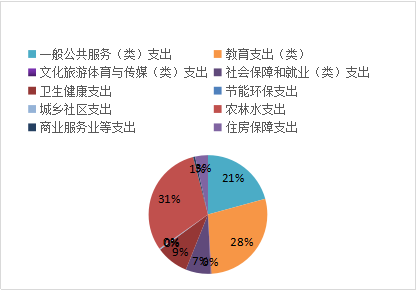 一般公共服务（类）支出 教育支出（类）
文化旅游体育与传媒（类）支出 社会保障和就业（类）支出
卫生健康支出 节能环保支出
城乡社区支出 农林水支出
商业服务业等支出 住房保障支出
1% 3%
21%
31%
28%
0%
0%
9%
7% 0%